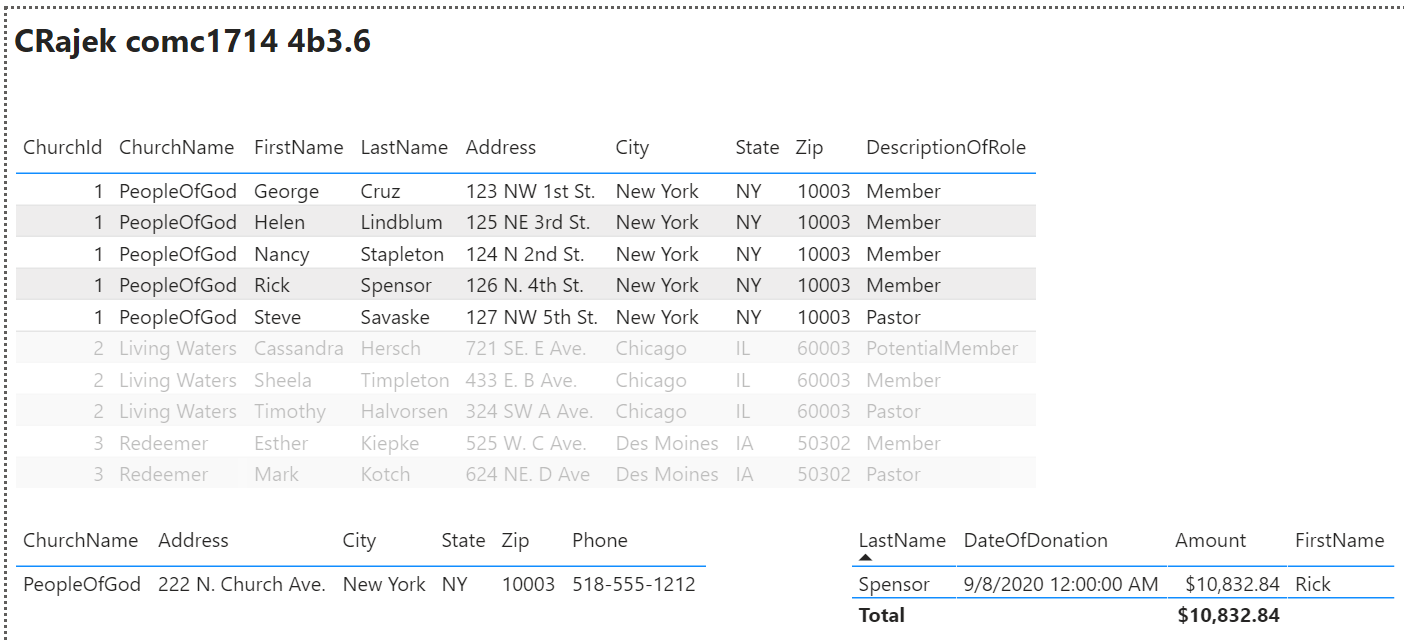 CRajek comc1714 4b3.6
ChurchId ChurchName FirstName LastName Address City State Zip DescriptionOfRole
1 PeopleOfGod George Cruz 123 NW 1st St. New York NY 10003 Member
1 PeopleOfGod Helen Lindblum 125 NE 3rd St. New York NY 10003 Member
1 PeopleOfGod Nancy Stapleton 124 N 2nd St. New York NY 10003 Member
1 PeopleOfGod Rick Spensor 126 N. 4th St. New York NY 10003 Member
1 PeopleOfGod Steve Savaske 127 NW 5th St. New York NY 10003 Pastor
2 Living Waters Cassandra Hersch 721 SE. E Ave. Chicago IL 60003 PotentialMember
2 Living Waters Sheela Timpleton 433 E. B Ave. Chicago IL 60003 Member
2 Living Waters Timothy Halvorsen 324 SW A Ave. Chicago IL 60003 Pastor
3 Redeemer Esther Kiepke 525 W. C Ave. Des Moines IA 50302 Member
3 Redeemer Mark Kotch 624 NE. D Ave Des Moines IA 50302 Pastor
ChurchName Address City State Zip Phone
PeopleOfGod 222 N. Church Ave. New York NY 10003 518-555-1212
LastName DateOfDonation Amount FirstName
Spensor 9/8/2020 12:00:00 AM $10,832.84 Rick
Total $10,832.84